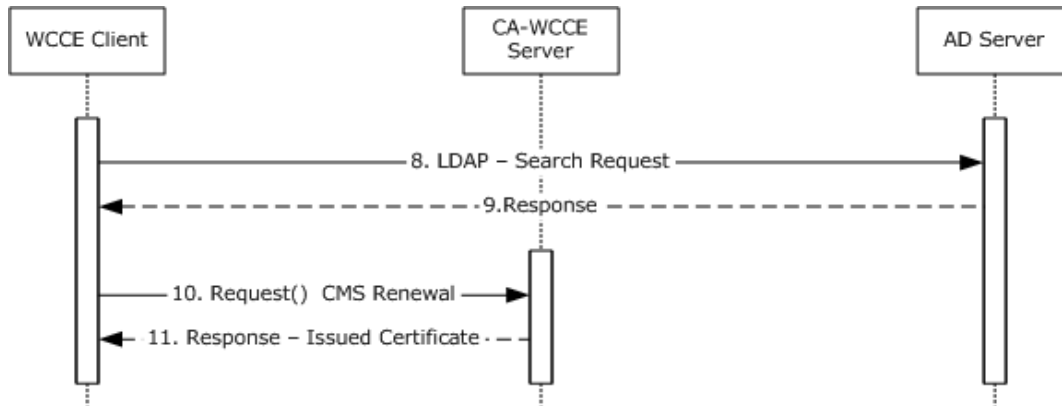 WCCE Client
CA-WCCE
Server
AD Server
8. LDAP – Search Request
9.Response
10. Request()  CMS Renewal
11. Response – Issued Certificate